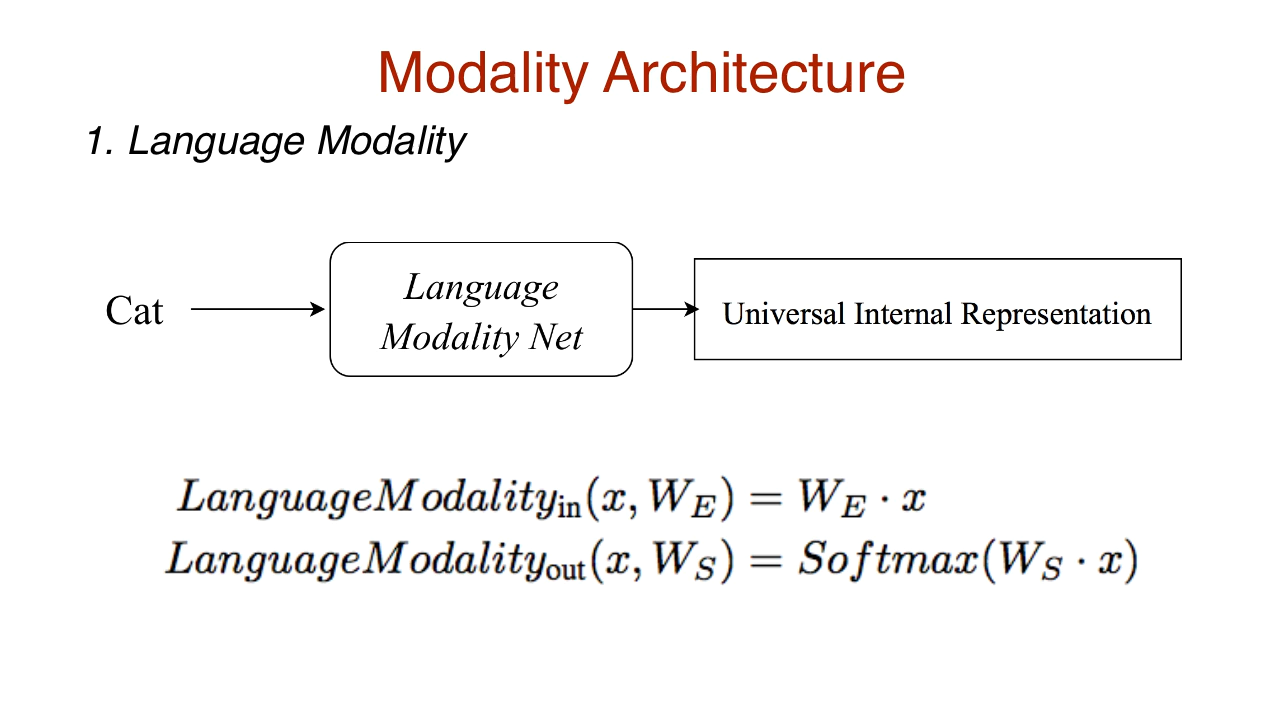 Modality Architecture
1. Language Modality
Cat
Language
Modality Net
Universal Internal Representation
LanguageModality_in(x, W_E) = W_E · x
LanguageModality_out(x, W_S) = Softmax(W_S · x)